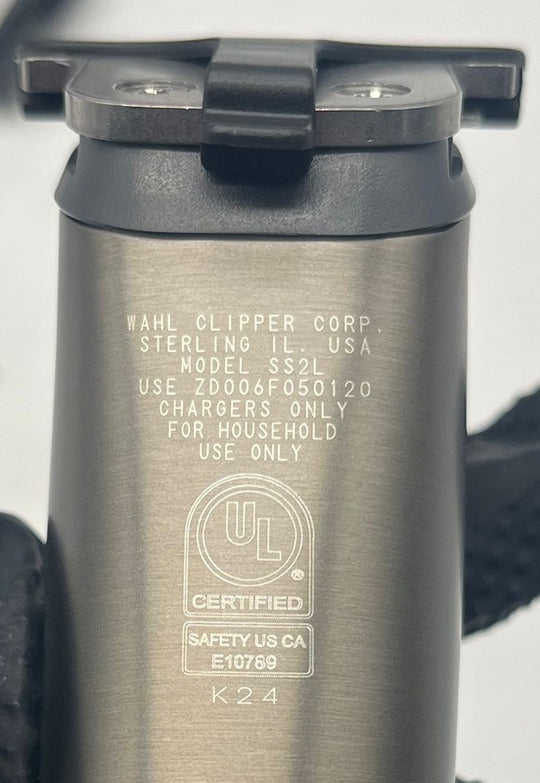 WAHL CLIPPER CORP.
STERLING IL. USA
MODEL SS2L
USE ZD006F050120
CHARGERS ONLY
FOR HOUSEHOLD
USE ONLY
UL
®
CERTIFIED
SAFETY US CA
E10789
K24